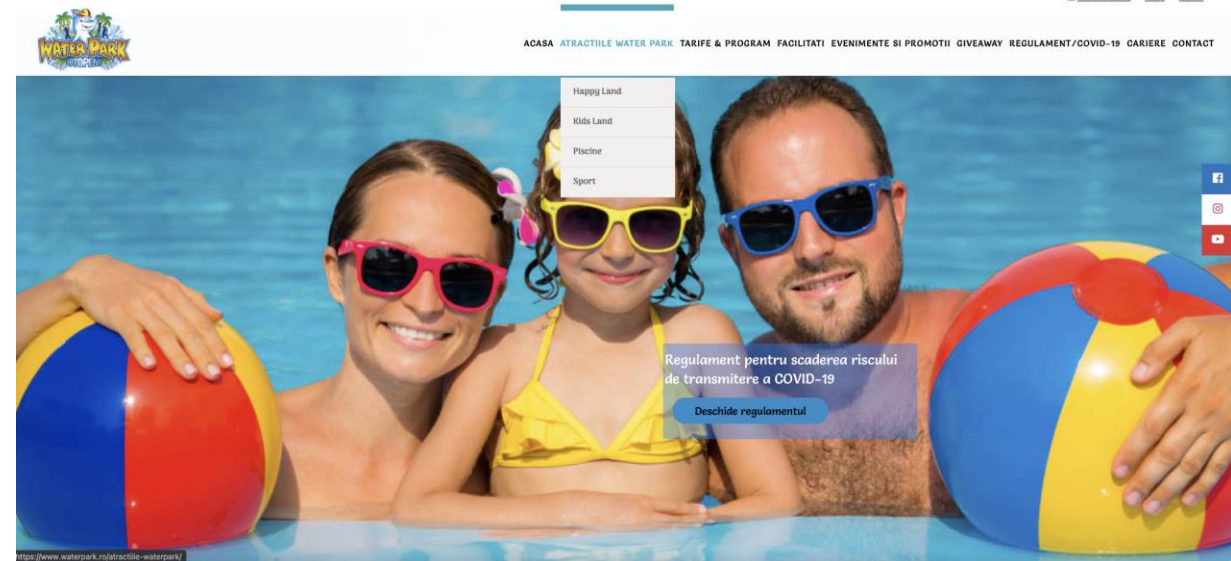 WATER PARK
OTOPENI
ACASA ATRACTIILE WATER PARK TARIFE & PROGRAM FACILITATI EVENIMENTE SI PROMOTII GIVEAWAY REGULAMENT/COVID-19 CARIERE CONTACT
Happy Land
Kids Land
Piscine
Sport
Regulament pentru scaderea riscului
de transmitere a COVID-19
Deschide regulamentul
https://www.waterpark.ro/atractiile-waterpark/